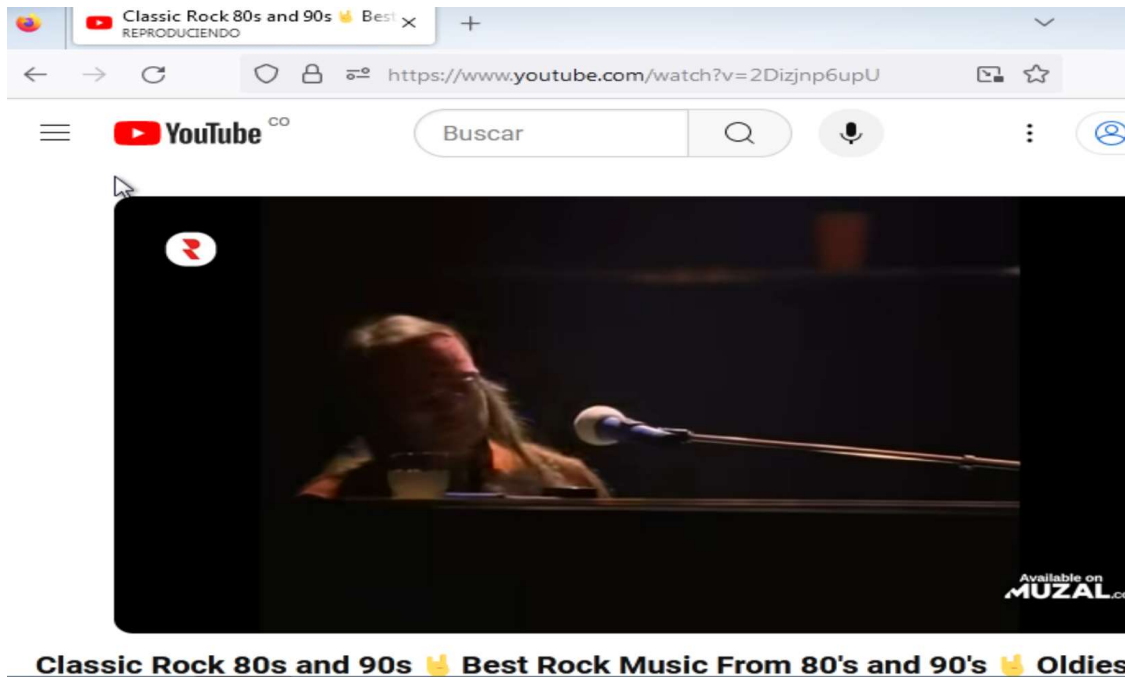 Classic Rock 80s and 90s 🤘 Best
REPRODUCIENDO
https://www.youtube.com/watch?v=2Dizjnp6upU
YouTube CO
Buscar
Available on
MUZAL.co
Classic Rock 80s and 90s 🤘 Best Rock Music From 80's and 90's 🤘 Oldies